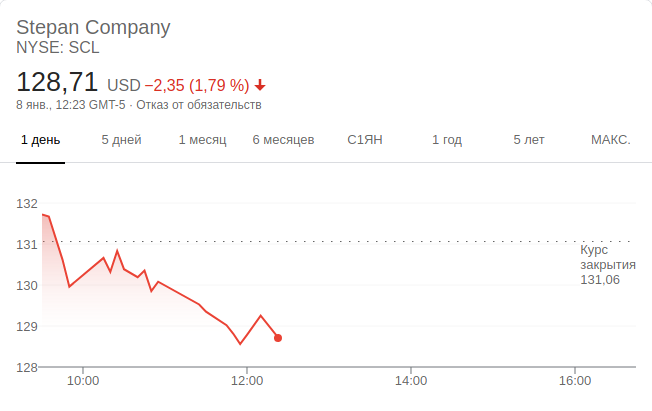 Stepan Company
NYSE: SCL
128,71 USD −2,35 (1,79 %)
8 янв., 12:23 GMT-5 · Отказ от обязательств
1 день 5 дней 1 месяц 6 месяцев С1ЯН 1 год 5 лет МАКС.
132
131
130
129
128
Курс
закрытия
131,06
10:00 12:00 14:00 16:00